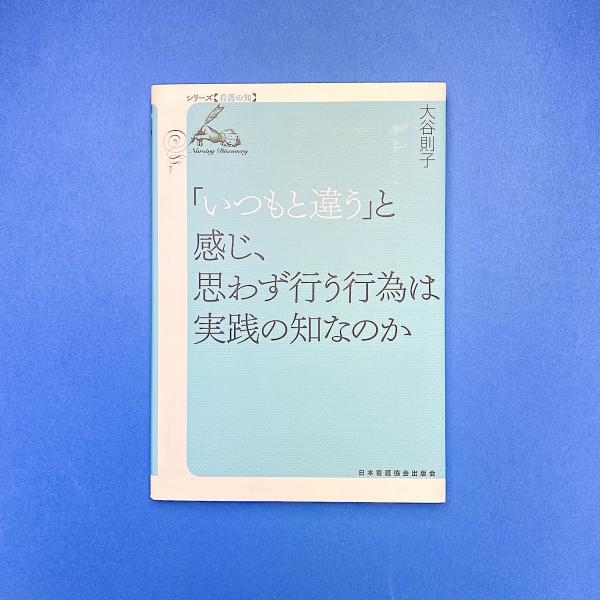 シリーズ【看護の知】
Nursing Discovery
大谷則子
「いつもと違う」と
感じ、
思わず行う行為は
実践の知なのか
日本看護協会出版会